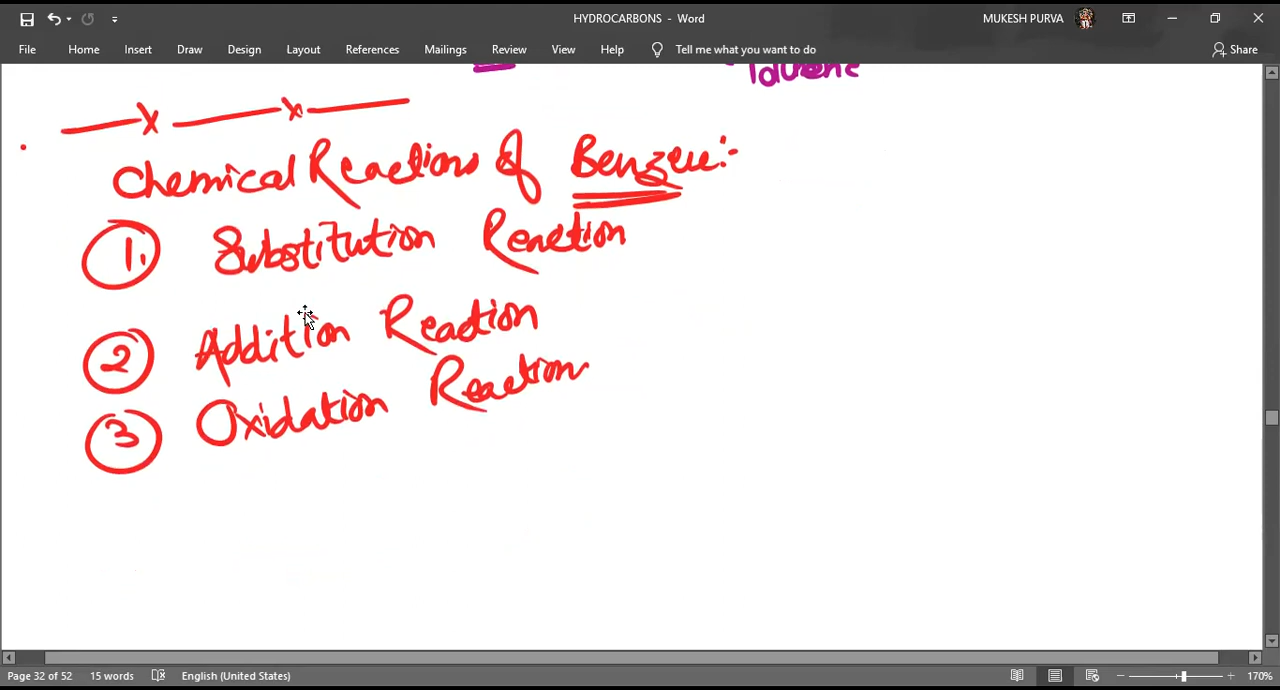 HYDROCARBONS - Word
MUKESH PURVA
File Home Insert Draw Design Layout References Mailings Review View Help Tell me what you want to do Share
Toluene
Chemical Reactions of Benzene:-
1. Substitution Reaction
2 Addition Reaction
3 Oxidation Reaction
Page 32 of 52 15 words English (United States) 170%